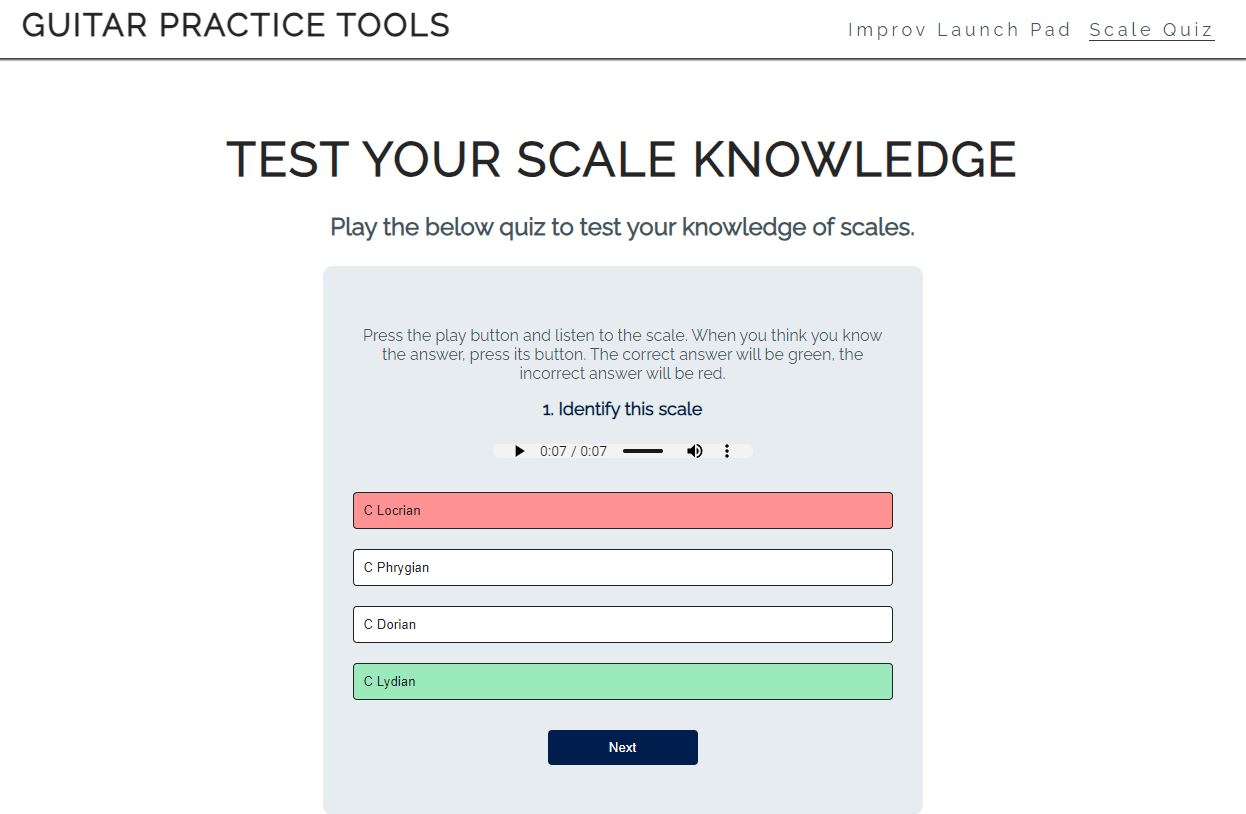 GUITAR PRACTICE TOOLS
Improv Launch Pad Scale Quiz
TEST YOUR SCALE KNOWLEDGE
Play the below quiz to test your knowledge of scales.
Press the play button and listen to the scale. When you think you know
the answer, press its button. The correct answer will be green, the
incorrect answer will be red.
1. Identify this scale
0:07 / 0:07
C Locrian
C Phrygian
C Dorian
C Lydian
Next